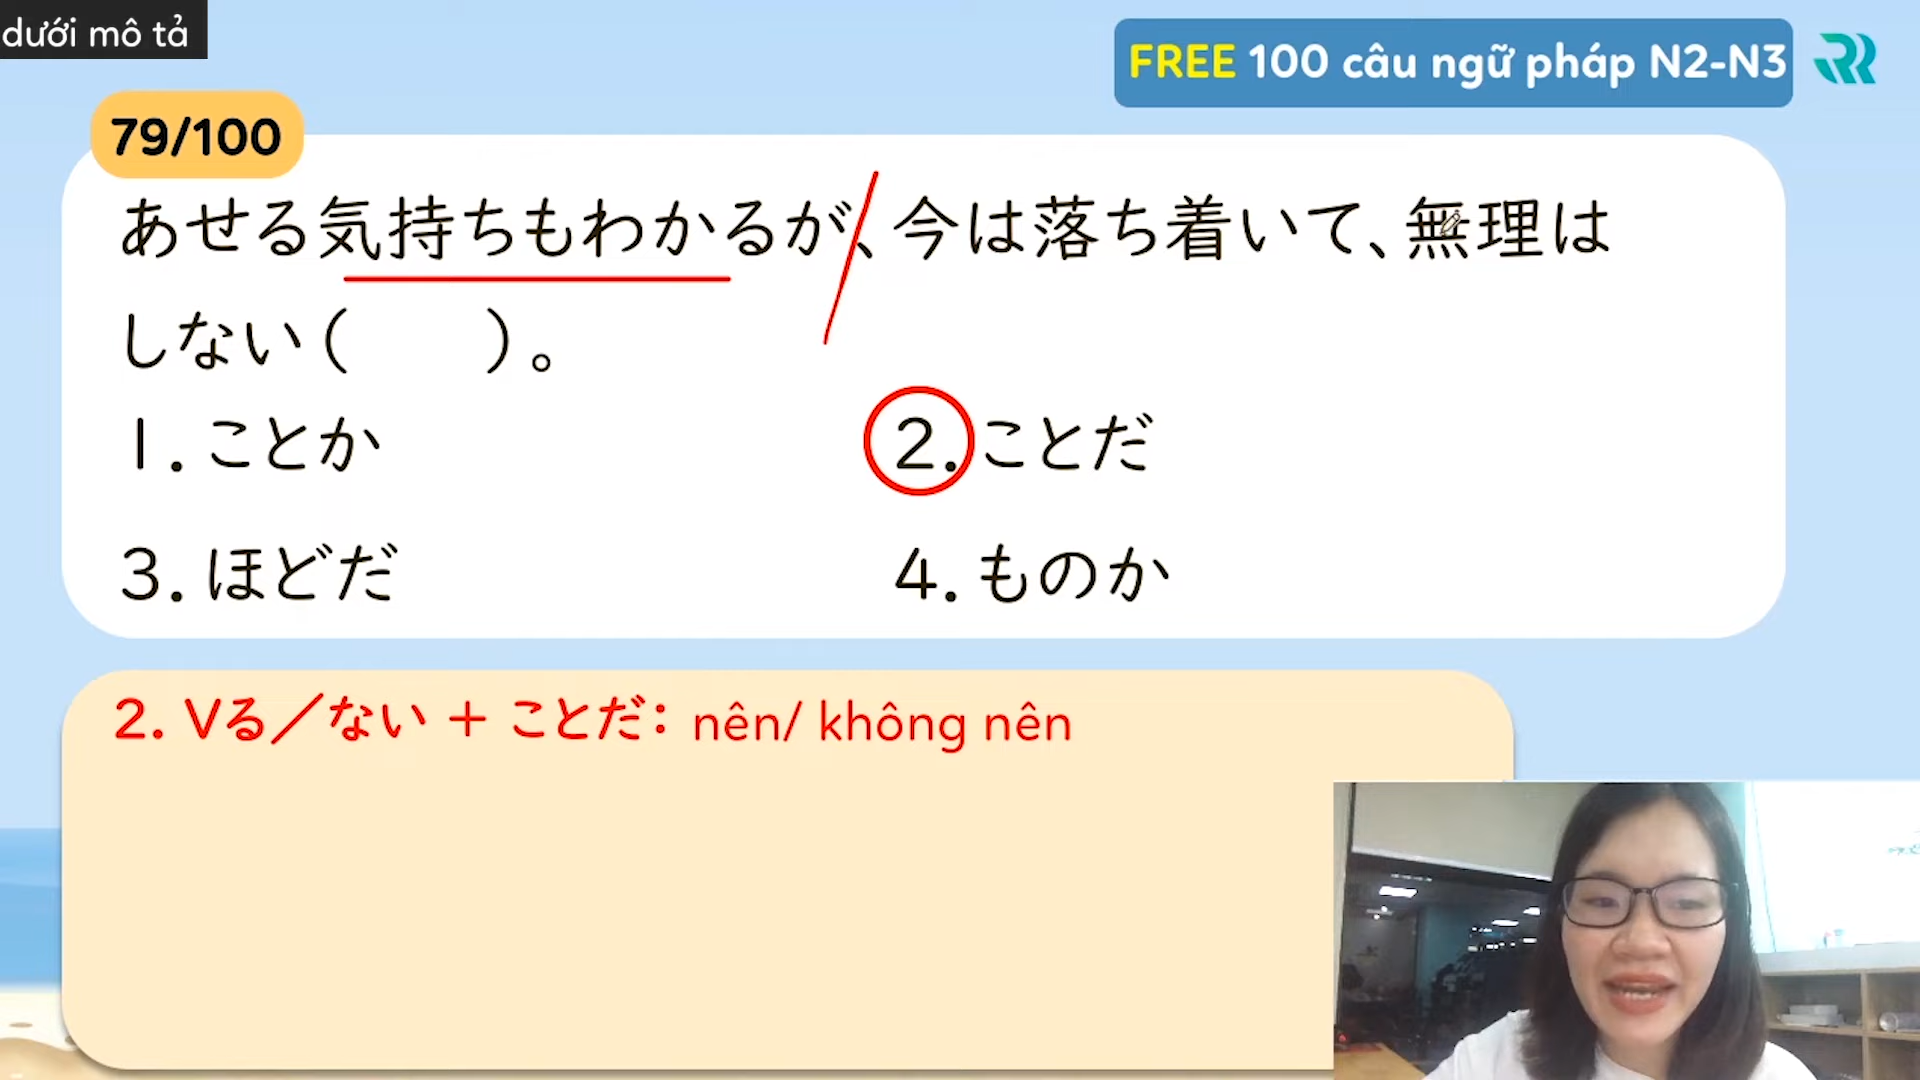 dưới mô tả
FREE 100 câu ngữ pháp N2-N3
79/100
あせる気持ちもわかるが、今は落ち着いて、無理は
しない(　　)。
1. ことか
2. ことだ
3. ほどだ
4. ものか
2. Vる／ない + ことだ: nên/ không nên